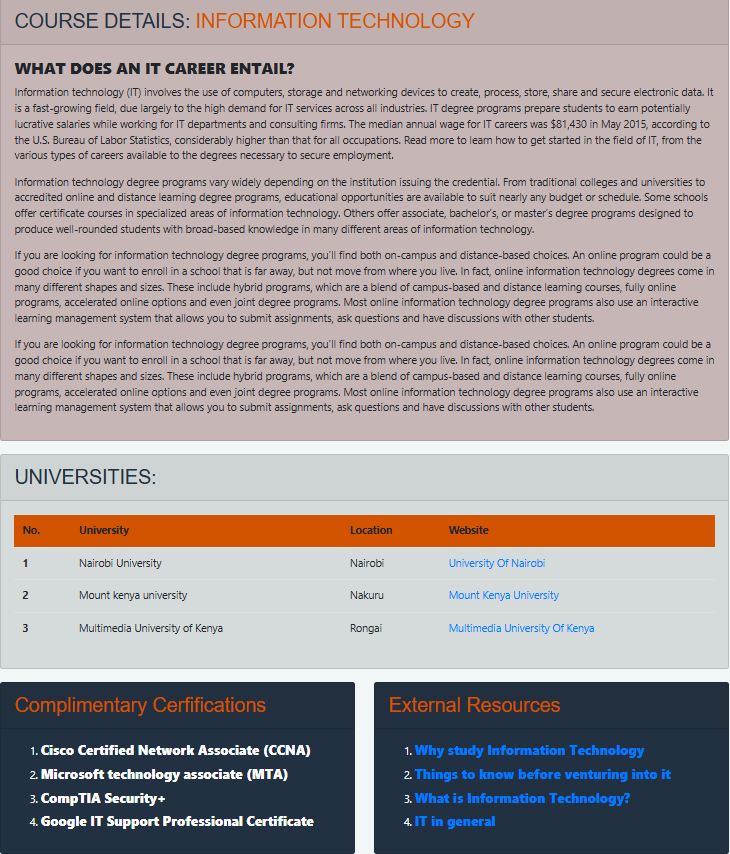 COURSE DETAILS: INFORMATION TECHNOLOGY
WHAT DOES AN IT CAREER ENTAIL?
Information technology (IT) involves the use of computers, storage and networking devices to create, process, store, share and secure electronic data. It
is a fast-growing field, due largely to the high demand for IT services across all industries. IT degree programs prepare students to earn potentially
lucrative salaries while working for IT departments and consulting firms. The median annual wage for IT careers was $81,430 in May 2015, according to
the U.S. Bureau of Labor Statistics, considerably higher than that for all occupations. Read more to learn how to get started in the field of IT, from the
various types of careers available to the degrees necessary to secure employment.
Information technology degree programs vary widely depending on the institution issuing the credential. From traditional colleges and universities to
accredited online and distance learning degree programs, educational opportunities are available to suit nearly any budget or schedule. Some schools
offer certificate courses in specialized areas of information technology. Others offer associate, bachelor's, or master's degree programs designed to
produce well-rounded students with broad-based knowledge in many different areas of information technology.
If you are looking for information technology degree programs, you'll find both on-campus and distance-based choices. An online program could be a
good choice if you want to enroll in a school that is far away, but not move from where you live. In fact, online information technology degrees come in
many different shapes and sizes. These include hybrid programs, which are a blend of campus-based and distance learning courses, fully online
programs, accelerated online options and even joint degree programs. Most online information technology degree programs also use an interactive
learning management system that allows you to submit assignments, ask questions and have discussions with other students.
If you are looking for information technology degree programs, you'll find both on-campus and distance-based choices. An online program could be a
good choice if you want to enroll in a school that is far away, but not move from where you live. In fact, online information technology degrees come in
many different shapes and sizes. These include hybrid programs, which are a blend of campus-based and distance learning courses, fully online
programs, accelerated online options and even joint degree programs. Most online information technology degree programs also use an interactive
learning management system that allows you to submit assignments, ask questions and have discussions with other students.
UNIVERSITIES:
No. University Location Website
1 Nairobi University Nairobi University Of Nairobi
2 Mount kenya university Nakuru Mount Kenya University
3 Multimedia University of Kenya Rongai Multimedia University Of Kenya
Complimentary Cerfifications
1. Cisco Certified Network Associate (CCNA)
2. Microsoft technology associate (MTA)
3. CompTIA Security+
4. Google IT Support Professional Certificate
External Resources
1. Why study Information Technology
2. Things to know before venturing into it
3. What is Information Technology?
4. IT in general